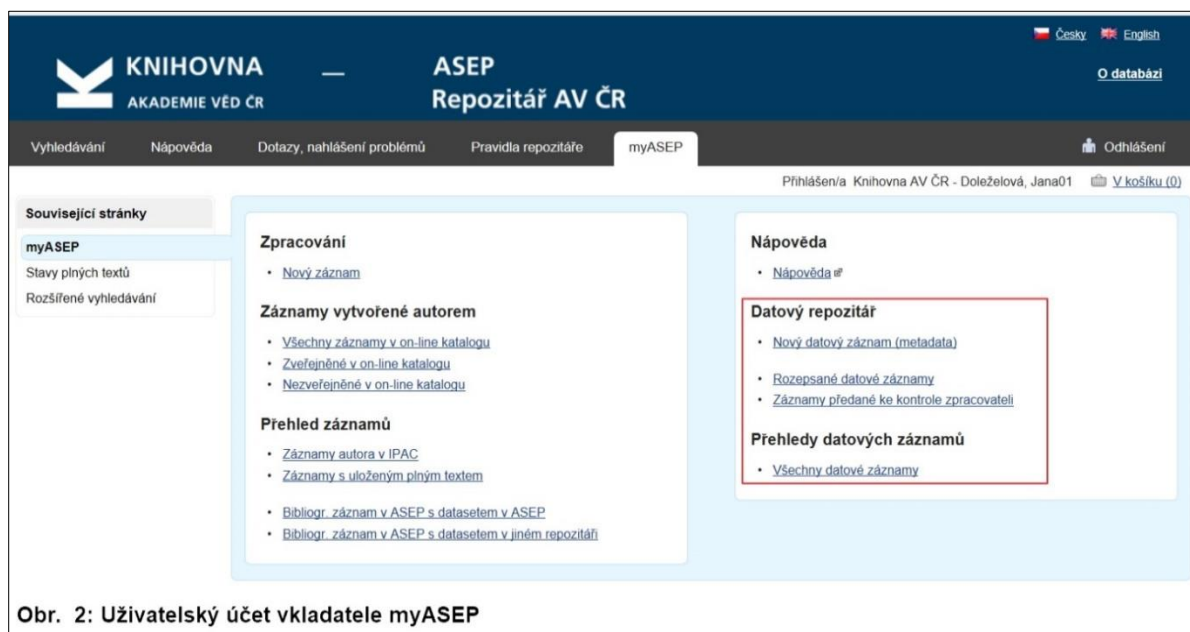 Česky English
KNIHOVNA — ASEP
AKADEMIE VĚD ČR Repozitář AV ČR
O databázi
Vyhledávání Nápověda Dotazy, nahlášení problémů Pravidla repozitáře myASEP Odhlášení
Přihlášen/a Knihovna AV ČR - Doleželová, Jana01 V košíku (0)
Související stránky
myASEP
Stavy plných textů
Rozšířené vyhledávání
Zpracování
• Nový záznam
Záznamy vytvořené autorem
• Všechny záznamy v on-line katalogu
• Zveřejněné v on-line katalogu
• Nezveřejněné v on-line katalogu
Přehled záznamů
• Záznamy autora v IPAC
• Záznamy s uloženým plným textem
• Bibliogr. záznam v ASEP s datasetem v ASEP
• Bibliogr. záznam v ASEP s datasetem v jiném repozitáři
Nápověda
• Nápověda
Datový repozitář
• Nový datový záznam (metadata)
• Rozepsané datové záznamy
• Záznamy předané ke kontrole zpracovateli
Přehledy datových záznamů
• Všechny datové záznamy
Obr. 2: Uživatelský účet vkladatele myASEP